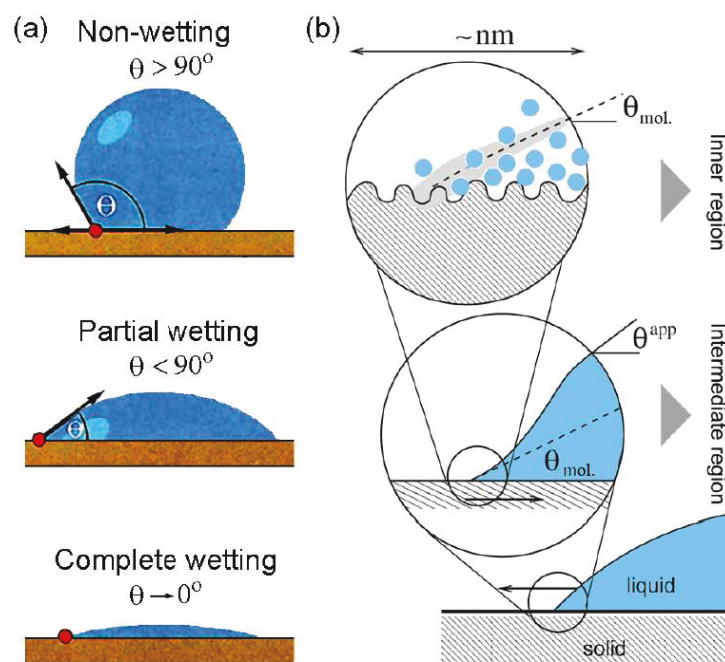 (a)
Non-wetting
θ > 90°
θ
Partial wetting
θ < 90°
θ
Complete wetting
θ → 0°
(b)
~nm
θmol.
Inner region
θapp
θmol.
Intermediate region
liquid
solid